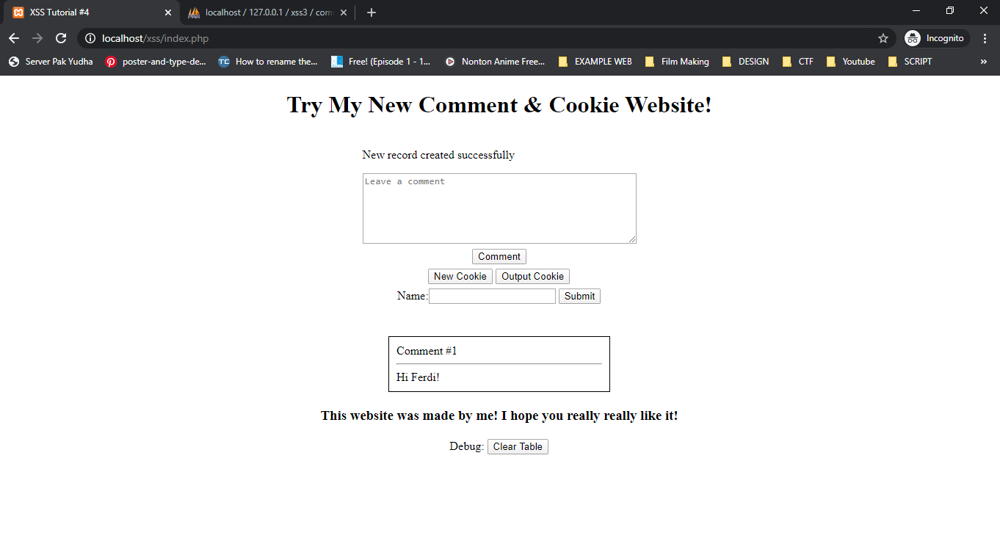 XSS Tutorial #4
localhost / 127.0.0.1 / xss3 / com
localhost/xss/index.php
Incognito
Server Pak Yudha
poster-and-type-de...
How to rename the...
Free! (Episode 1 - 1...
Nonton Anime Free...
EXAMPLE WEB
Film Making
DESIGN
CTF
Youtube
SCRIPT
»
Try My New Comment & Cookie Website!
New record created successfully
Leave a comment
Comment
New Cookie Output Cookie
Name: Submit
Comment #1
Hi Ferdi!
This website was made by me! I hope you really really like it!
Debug: Clear Table